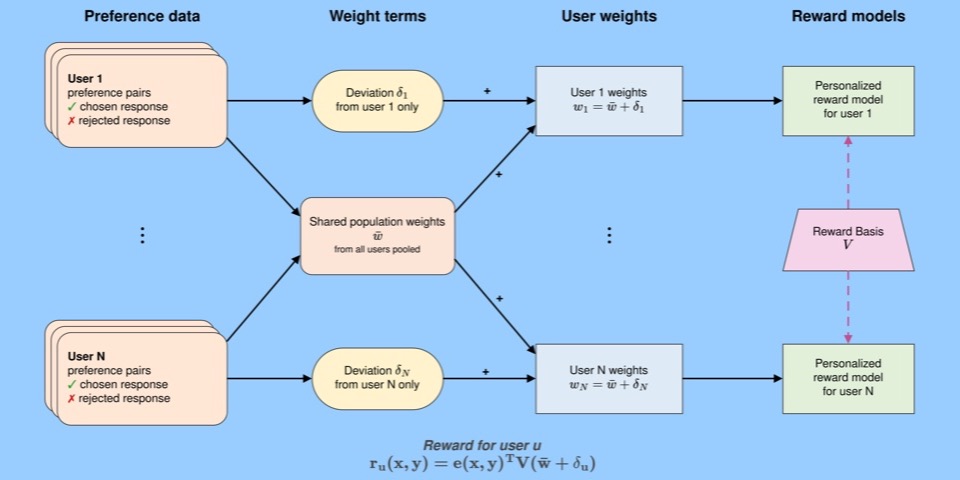 Preference data
Weight terms
User weights
Reward models
User 1
preference pairs
✓ chosen response
✗ rejected response
Deviation δ₁
from user 1 only
+
User 1 weights
w₁ = w̄ + δ₁
Personalized
reward model
for user 1
+
Shared population weights
w̄
from all users pooled
⋮
⋮
Reward Basis
V
+
User N
preference pairs
✓ chosen response
✗ rejected response
Deviation δ_N
from user N only
+
User N weights
w_N = w̄ + δ_N
Personalized
reward model
for user N
Reward for user u
r_u(x, y) = e(x, y)ᵀV(w̄ + δ_u)